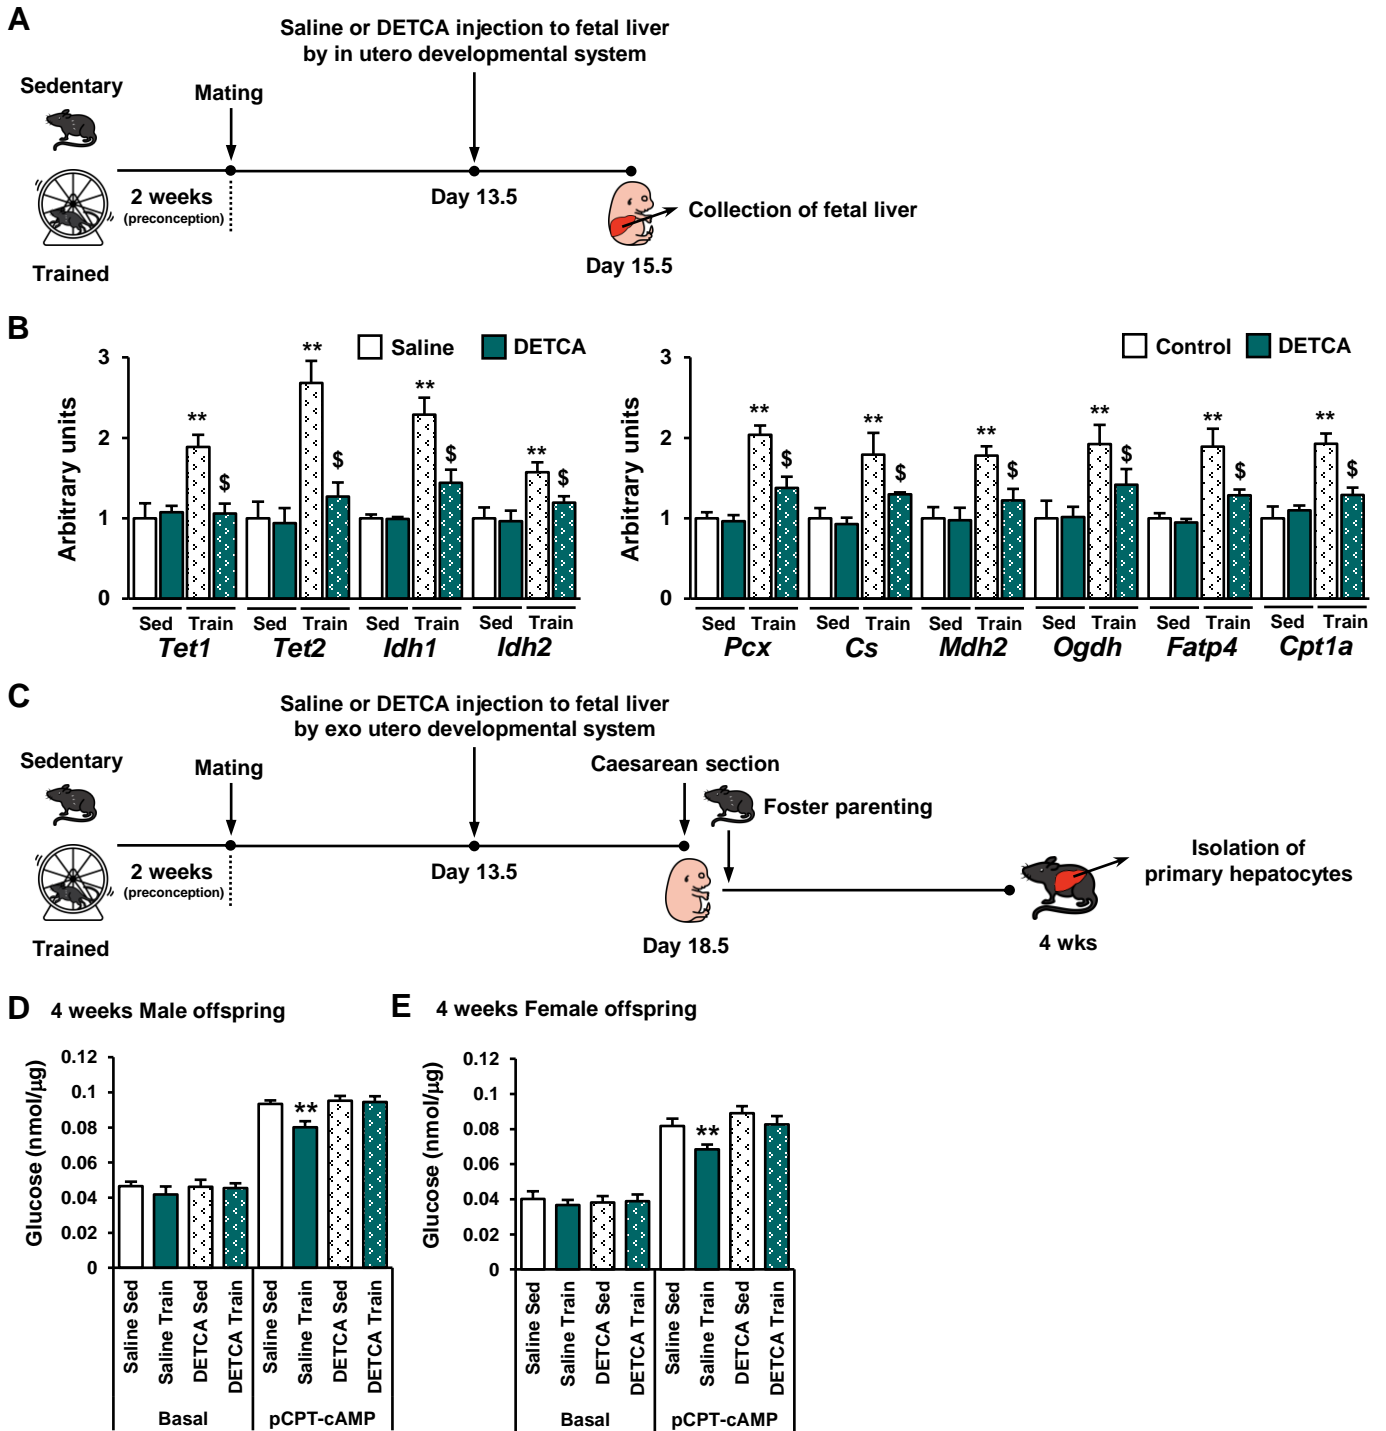 A
Saline or DETCA injection to fetal liver
by in utero developmental system
Sedentary
Mating
2 weeks
(preconception)
Day 13.5
Collection of fetal liver
Trained
Day 15.5
B
Saline DETCA
Arbitrary units
3
2
1
0
** ** ** **
$ $ $ $
Sed Train Sed Train Sed Train Sed Train
Tet1 Tet2 Idh1 Idh2
Control DETCA
Arbitrary units
3
2
1
0
** ** ** ** ** **
$ $ $ $ $ $
Sed Train Sed Train Sed Train Sed Train Sed Train Sed Train
Pcx Cs Mdh2 Ogdh Fatp4 Cpt1a
C
Saline or DETCA injection to fetal liver
by exo utero developmental system
Sedentary
Mating
Caesarean section
Foster parenting
2 weeks
(preconception)
Day 13.5
Isolation of
primary hepatocytes
Trained
Day 18.5
4 wks
D 4 weeks Male offspring
Glucose (nmol/μg)
0.12
0.1
0.08
0.06
0.04
0.02
0
**
Saline Sed
Saline Train
DETCA Sed
DETCA Train
Saline Sed
Saline Train
DETCA Sed
DETCA Train
Basal pCPT-cAMP
E 4 weeks Female offspring
Glucose (nmol/μg)
0.12
0.1
0.08
0.06
0.04
0.02
0
**
Saline Sed
Saline Train
DETCA Sed
DETCA Train
Saline Sed
Saline Train
DETCA Sed
DETCA Train
Basal pCPT-cAMP